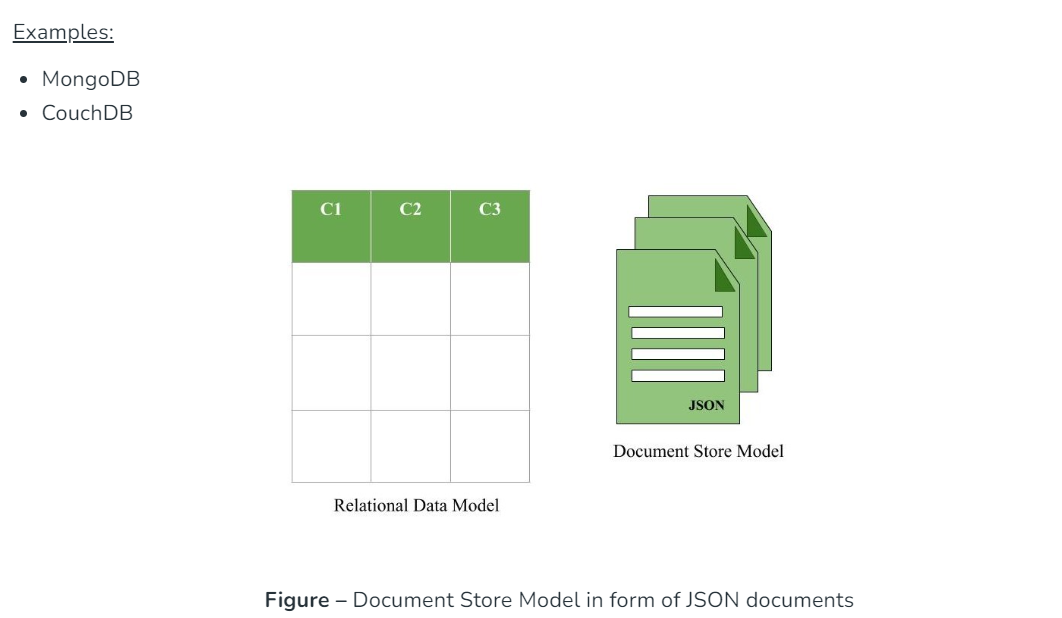 Examples:
MongoDB
CouchDB
C1 C2 C3
JSON
Document Store Model
Relational Data Model
Figure – Document Store Model in form of JSON documents